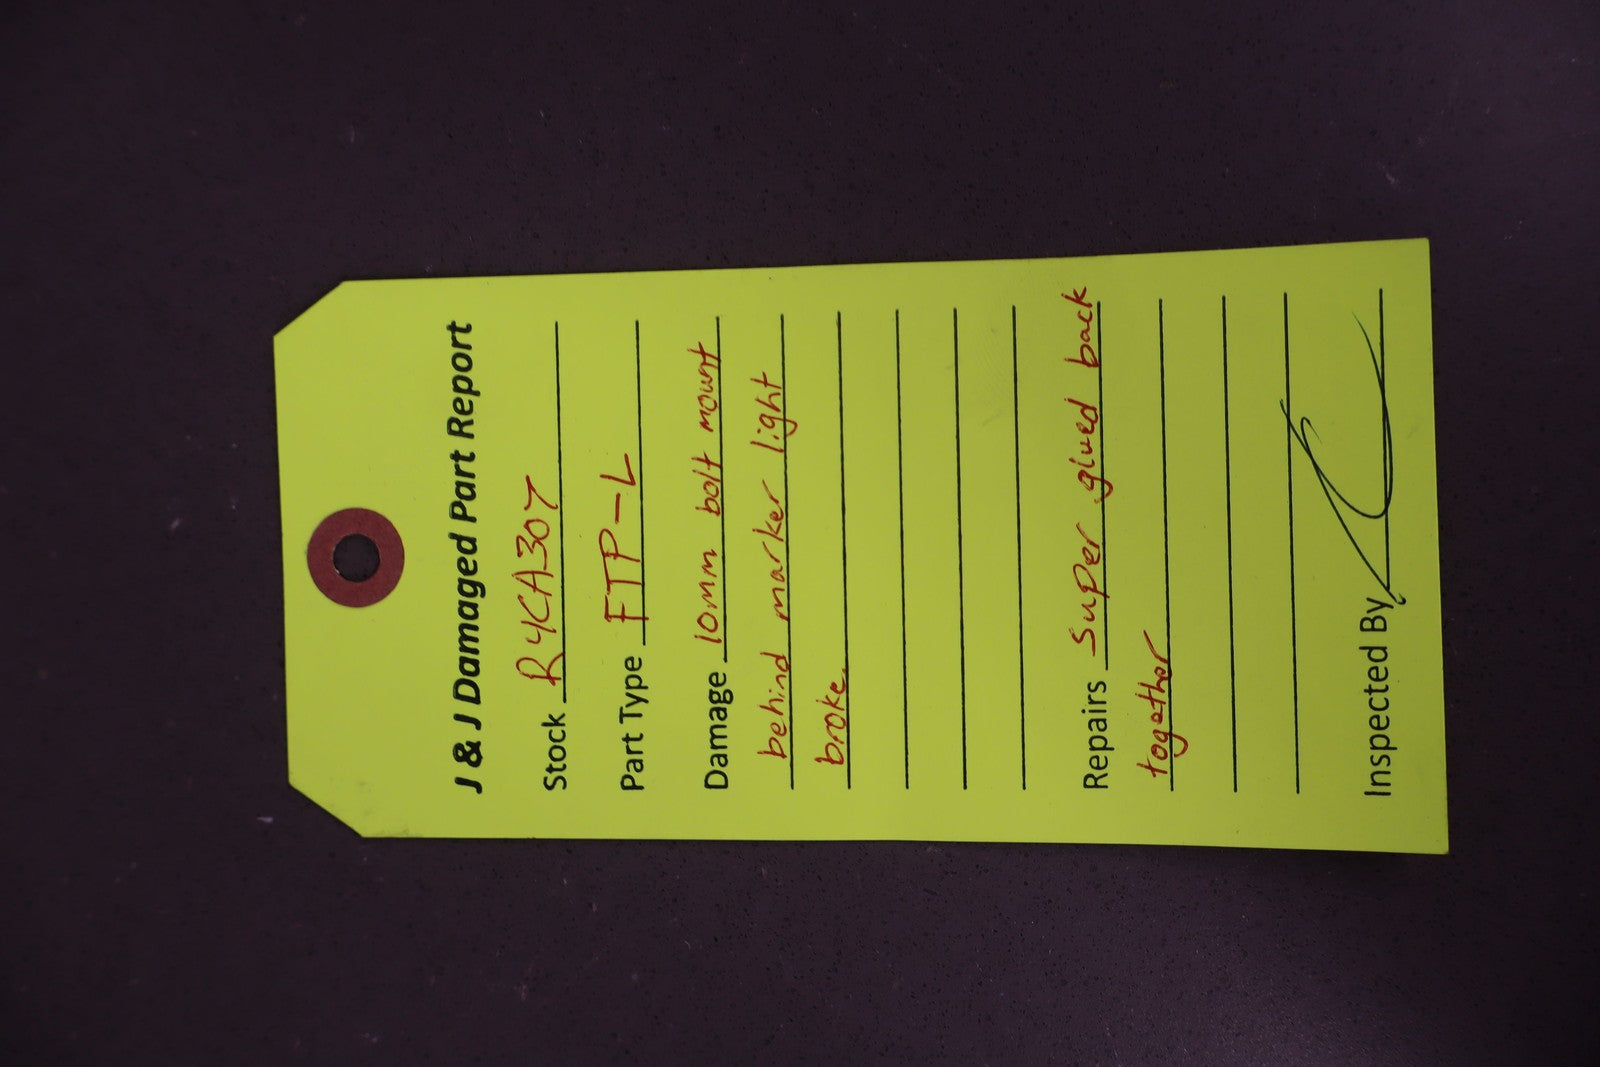 J & J Damaged Part Report
Stock R4CA307
Part Type FTP-L
Damage 10mm bolt mount
behind marker light
broke.
Repairs Super glued back
together
Inspected By